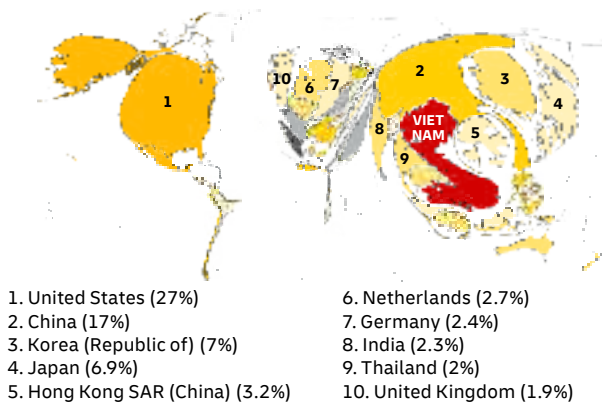 1
10
6
7
2
3
4
VIET
NAM
8
5
9
1. United States (27%)
2. China (17%)
3. Korea (Republic of) (7%)
4. Japan (6.9%)
5. Hong Kong SAR (China) (3.2%)
6. Netherlands (2.7%)
7. Germany (2.4%)
8. India (2.3%)
9. Thailand (2%)
10. United Kingdom (1.9%)